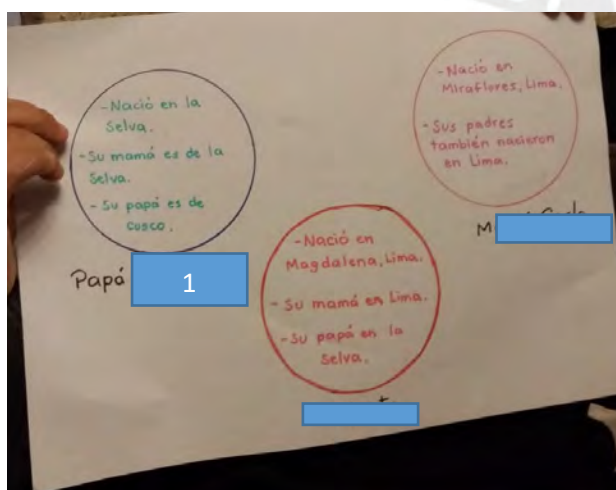 -Nació en la
Selva.
-Su mamá es de la
Selva.
- Su papá es de
cusco.
Papá
1
-Nació en
Miraflores, Lima.
-Sus padres
también nacieron
en Lima.
M
-Nació en
Magdalena, Lima.
-Su mamá en Lima.
-Su papá en la
Selva.